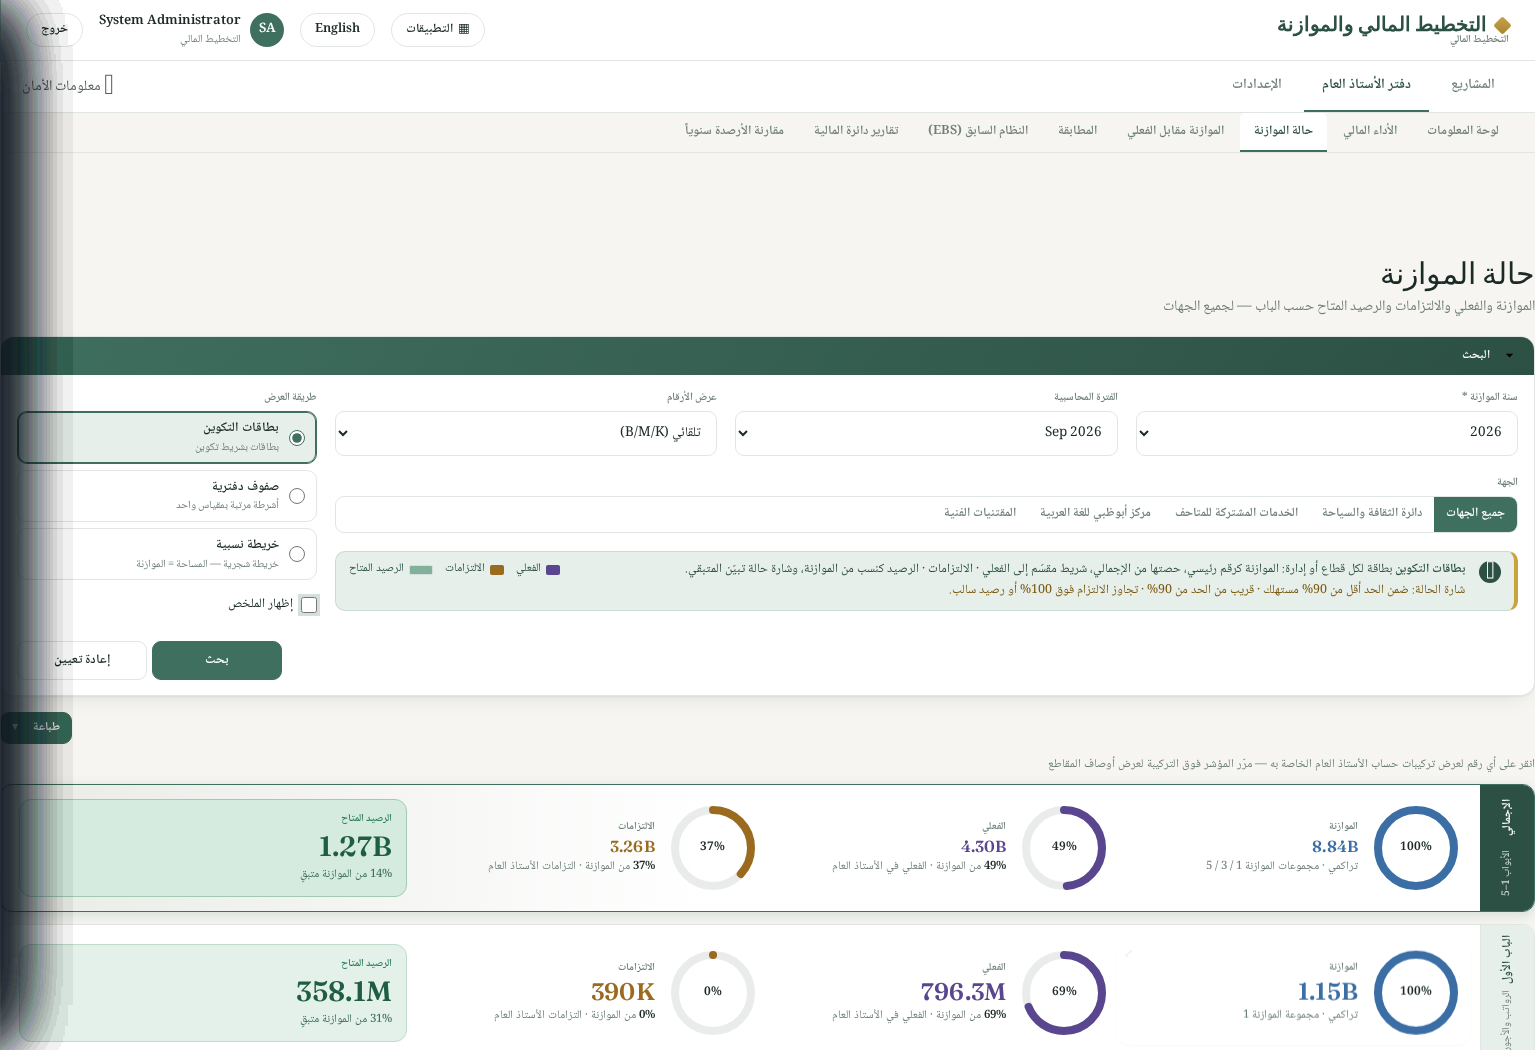 التخطيط المالي والموازنة
التخطيط المالي
التطبيقات
English
SA
System Administrator
التخطيط المالي
خروج
المشاريع
دفتر الأستاذ العام
الإعدادات
معلومات الأمان
لوحة المعلومات
الأداء المالي
حالة الموازنة
الموازنة مقابل الفعلي
المطابقة
النظام السابق (EBS)
تقارير دائرة المالية
مقارنة الأرصدة سنوياً
حالة الموازنة
الموازنة والفعلي والالتزامات والرصيد المتاح حسب الباب — لجميع الجهات
البحث
سنة الموازنة *
الفترة المحاسبية
عرض الأرقام
طريقة العرض
2026
Sep 2026
تلقائي (B/M/K)
بطاقات التكوين
بطاقات بشريط تكوين
صفوف دفترية
أشرطة مرتبة بمقياس واحد
خريطة نسبية
خريطة شجرية — المساحة = الموازنة
إظهار الملخص
الجهة
جميع الجهات
دائرة الثقافة والسياحة
الخدمات المشتركة للمتاحف
مركز أبوظبي للغة العربية
المقتنيات الفنية
بطاقات التكوين بطاقة لكل قطاع أو إدارة: الموازنة كرقم رئيسي، حصتها من الإجمالي، شريط مقسّم إلى الفعلي · الالتزامات · الرصيد كنسب من الموازنة، وشارة حالة تبيّن المتبقي.
شارة الحالة: ضمن الحد أقل من 90% مستهلك · قريب من الحد من 90% · تجاوز الالتزام فوق 100% أو رصيد سالب.
الفعلي
الالتزامات
الرصيد المتاح
بحث
إعادة تعيين
طباعة
انقر على أي رقم لعرض تركيبات حساب الأستاذ العام الخاصة به — مرّر المؤشر فوق التركيبة لعرض أوصاف المقاطع
الإجمالي
الأبواب 1–5
100%
الموازنة
8.84B
تراكمي · مجموعات الموازنة 1 / 3 / 5
49%
الفعلي
4.30B
49% من الموازنة · الفعلي في الأستاذ العام
37%
الالتزامات
3.26B
37% من الموازنة · التزامات الأستاذ العام
الرصيد المتاح
1.27B
14% من الموازنة متبقٍ
الباب الأول
الرواتب والأجور
100%
الموازنة
1.15B
تراكمي · مجموعة الموازنة 1
69%
الفعلي
796.3M
69% من الموازنة · الفعلي في الأستاذ العام
0%
الالتزامات
390K
0% من الموازنة · التزامات الأستاذ العام
الرصيد المتاح
358.1M
31% من الموازنة متبقٍ